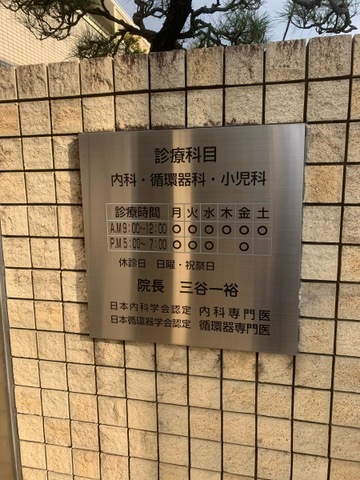 診療科目
内科・循環器科・小児科
診療時間 月 火 水 木 金 土
A.M 9:00~12:00 ○ ○ ○ ○ ○ ○
P.M 5:00~ 7:00 ○ ○ ○ ○
休診日 日曜・祝祭日
院長 三谷一裕
日本内科学会認定 内科専門医
日本循環器学会認定 循環器専門医